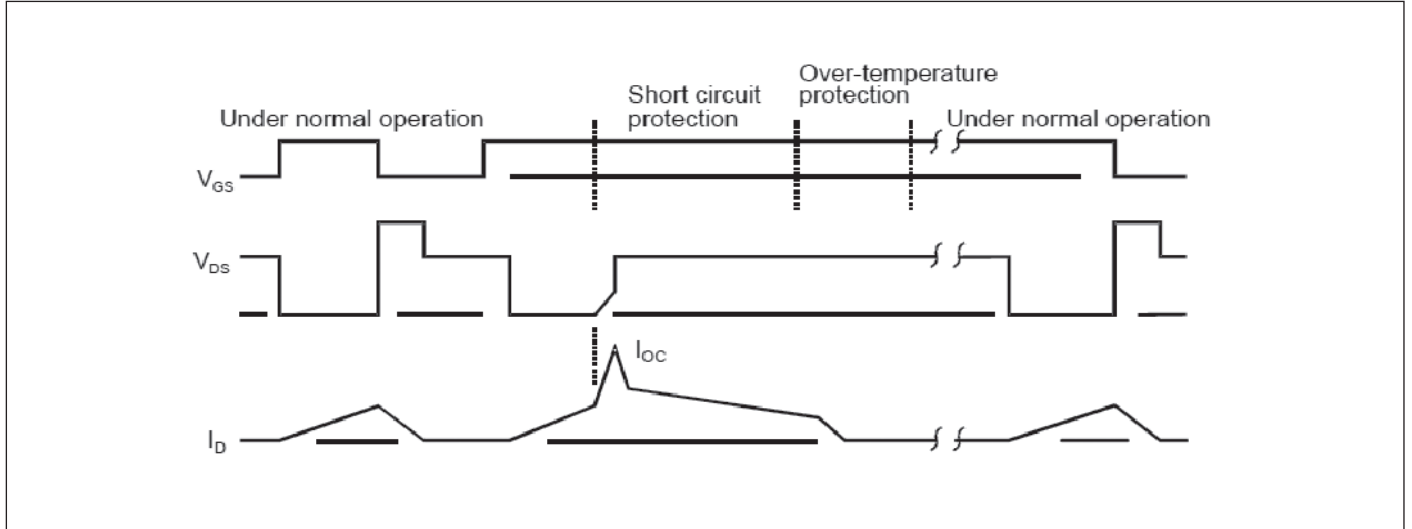 Over-temperature
protection
Short circuit
protection
Under normal operation
Under normal operation
VGS
VDS
IOC
ID